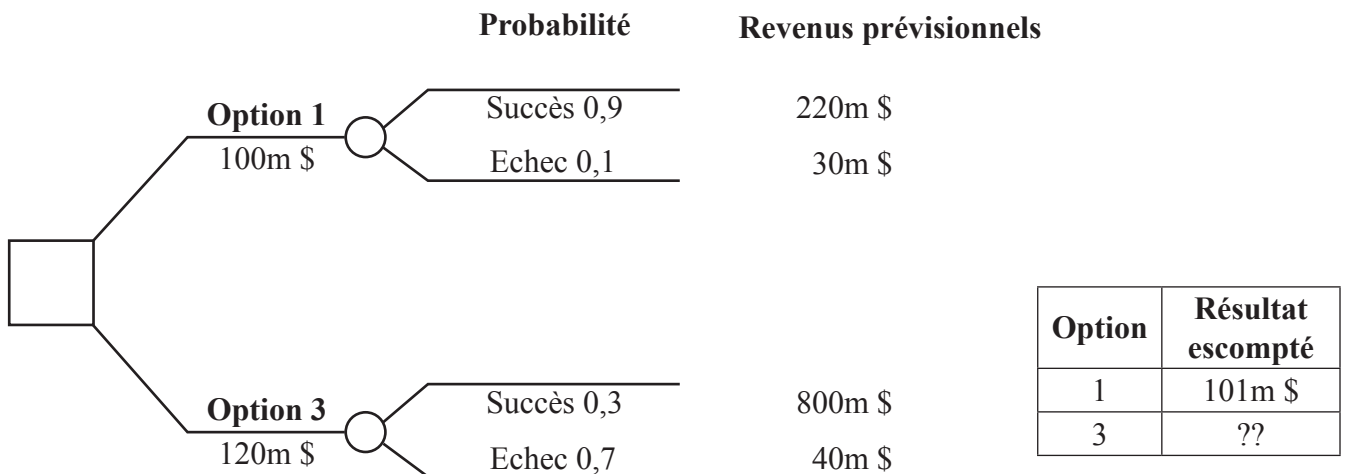 Probabilité
Revenus prévisionnels
Option 1
100m $
Succès 0,9
220m $
Echec 0,1
30m $
Option 3
120m $
Succès 0,3
800m $
Echec 0,7
40m $
Option
Résultat
escompté
1
101m $
3
??